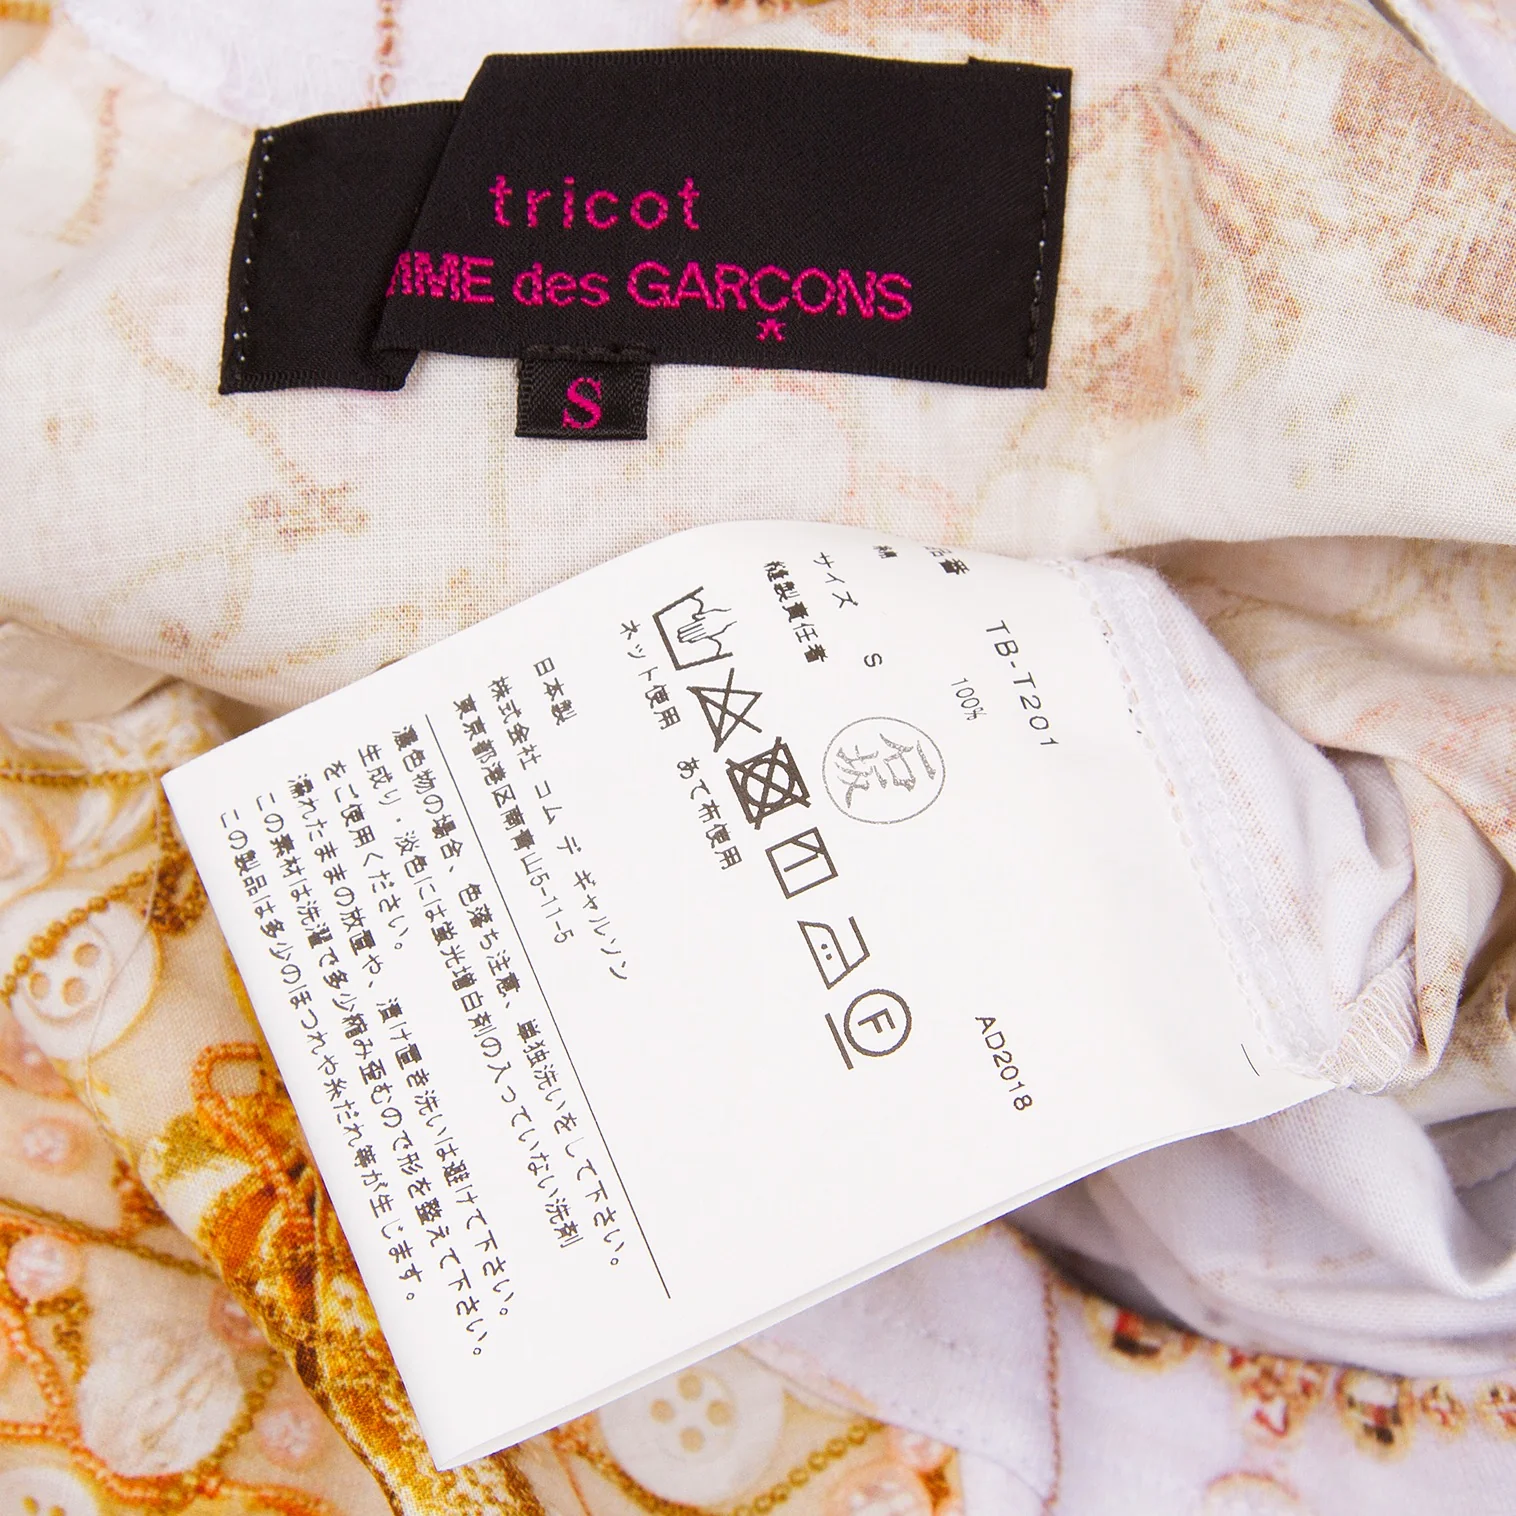 tricot
MME des GARÇONS
S
品番 TB-T201
綿 100%
サイズ S AD2018
縫製責任者
ネット使用 あて布使用
F
日本製
株式会社 コム デ ギャルソン
東京都港区南青山5-11-5
濃色物の場合、色落ち注意、単独洗いをして下さい。
生成り・淡色には蛍光増白剤の入っていない洗剤
をご使用ください。
濡れたままの放置や、漬け置き洗いは避けて下さい。
この素材は洗濯で多少縮み歪むので形を整えて下さい。
この製品は多少のほつれや糸だれ等が生じます。